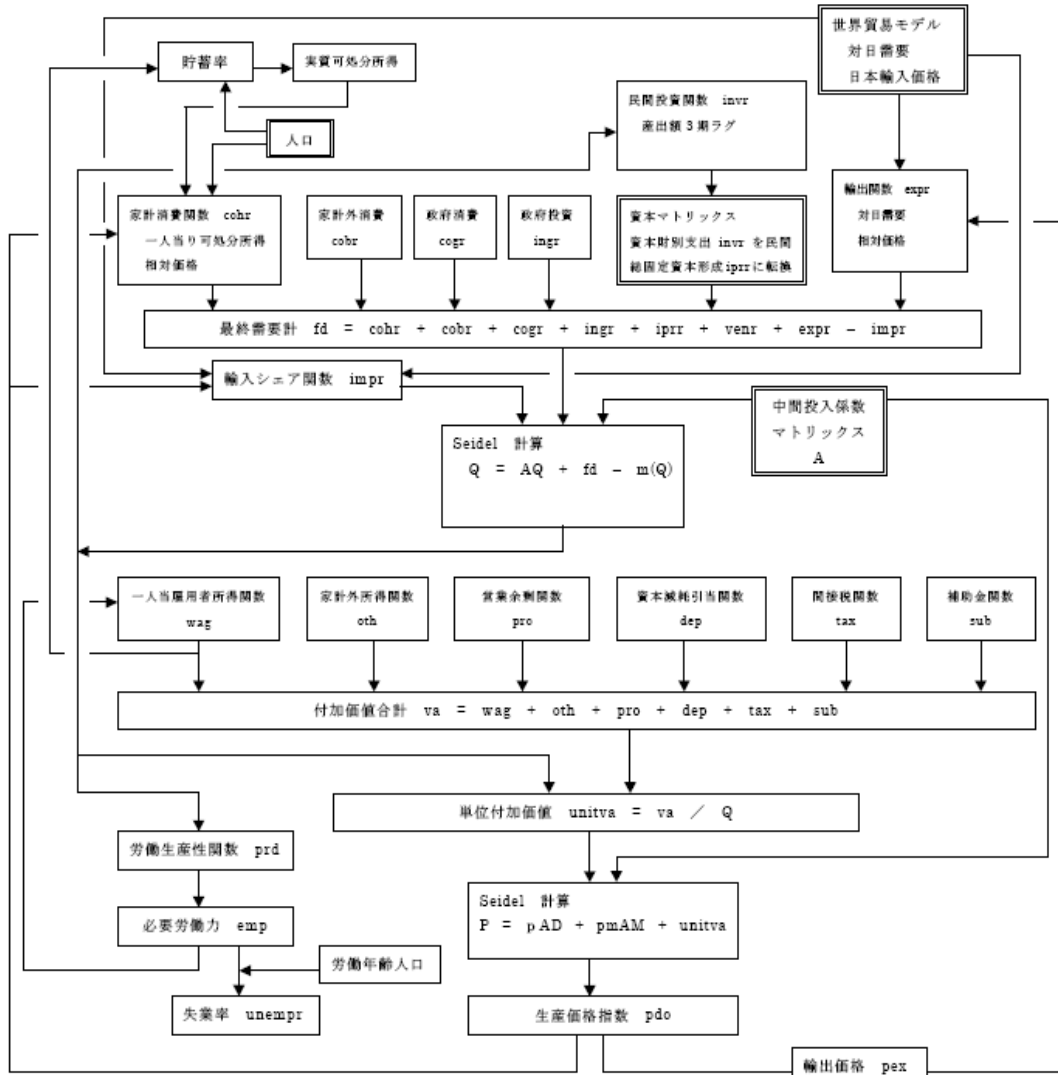 世界貿易モデル
対日需要
日本輸入価格
貯蓄率
実質可処分所得
人口
民間投資関数 invr
産出額3期ラグ
家計消費関数 cohr
一人当り可処分所得
相対価格
家計外消費
cobr
政府消費
cogr
政府投資
ingr
資本マトリックス
資本財別支出 invr を民間
総固定資本形成iprrに転換
輸出関数 expr
対日需要
相対価格
最終需要計 fd = cohr + cobr + cogr + ingr + iprr + venr + expr - impr
輸入シェア関数 impr
中間投入係数
マトリックス
A
Seidel 計算
Q = AQ + fd - m(Q)
一人当雇用者所得関数
wag
家計外所得関数
oth
営業余剰関数
pro
資本減耗引当関数
dep
間接税関数
tax
補助金関数
sub
付加価値合計 va = wag + oth + pro + dep + tax + sub
単位付加価値 unitva = va / Q
労働生産性関数 prd
Seidel 計算
P = pAD + pmAM + unitva
必要労働力 emp
労働年齢人口
失業率 unempr
生産価格指数 pdo
輸出価格 pex